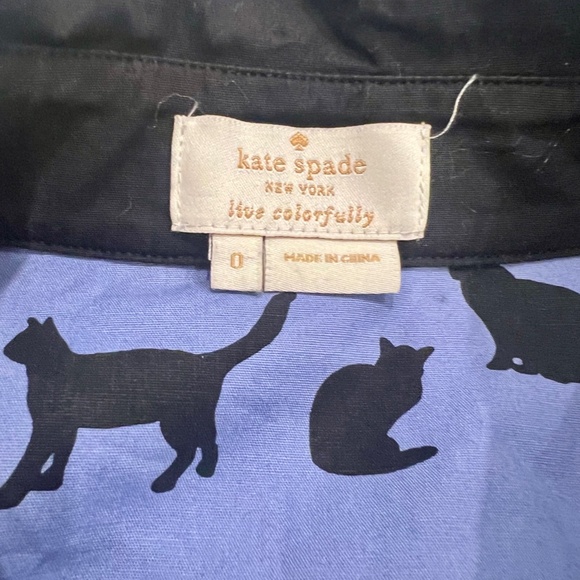 kate spade
NEW YORK
live colorfully
0
MADE IN CHINA